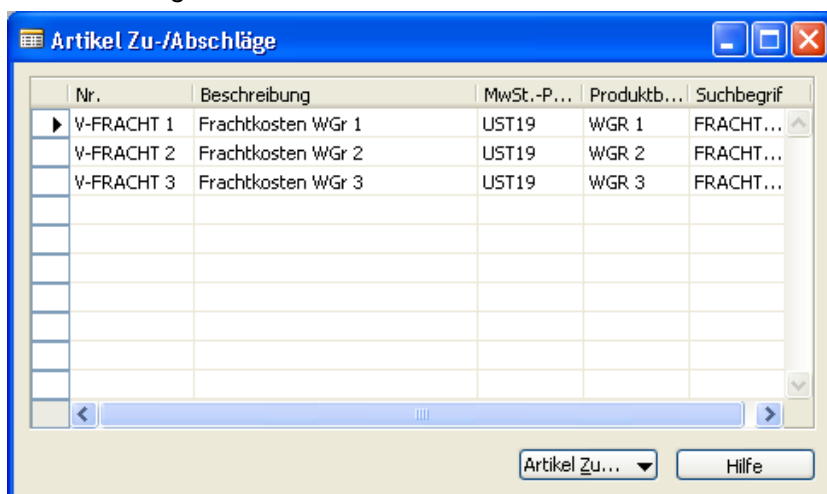 Artikel Zu-/Abschläge
Nr. Beschreibung MwSt.-P... Produktb... Suchbegrif
V-FRACHT 1 Frachtkosten WGr 1 UST19 WGR 1 FRACHT...
V-FRACHT 2 Frachtkosten WGr 2 UST19 WGR 2 FRACHT...
V-FRACHT 3 Frachtkosten WGr 3 UST19 WGR 3 FRACHT...
Artikel Zu... Hilfe